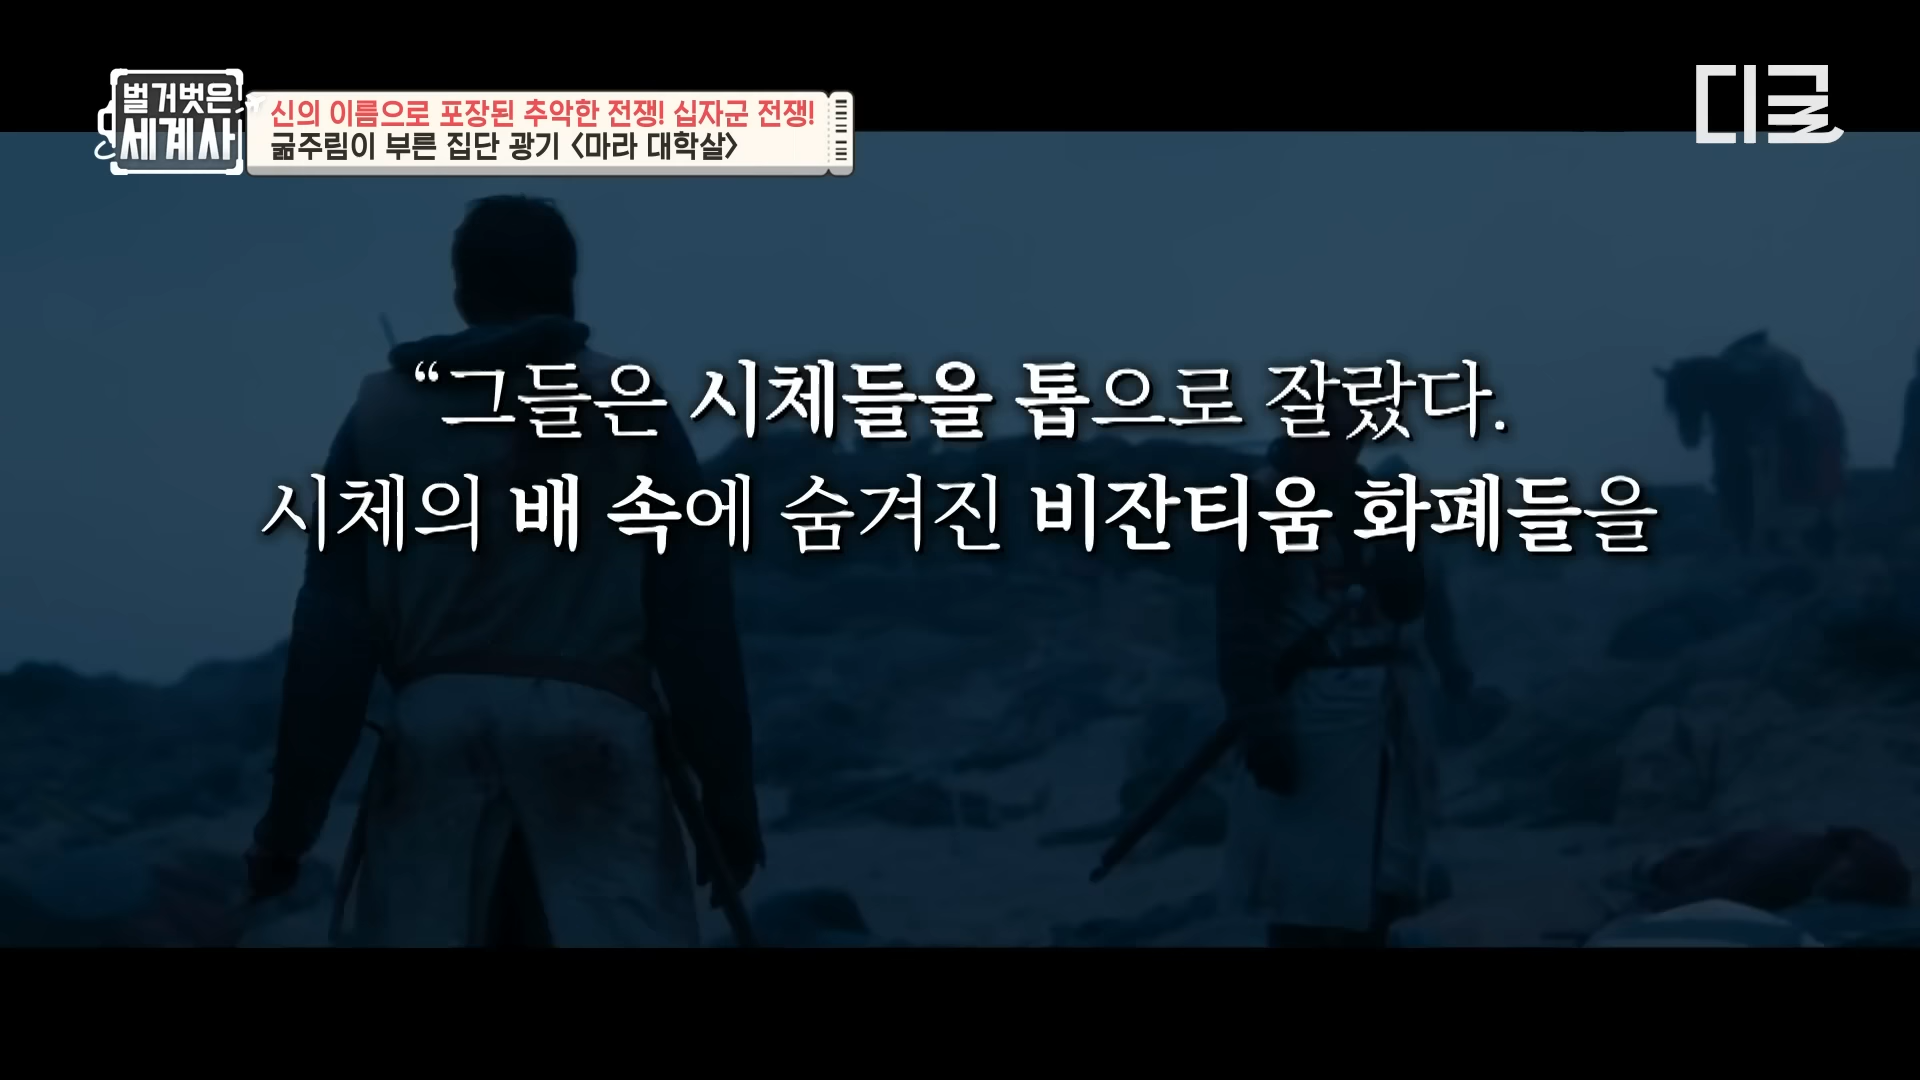 벌거벗은
세계사
신의 이름으로 포장된 추악한 전쟁! 십자군 전쟁!
굶주림이 부른 집단 광기 <마라 대학살>
디글
“그들은 시체들을 톱으로 잘랐다.
시체의 배 속에 숨겨진 비잔티움 화폐들을